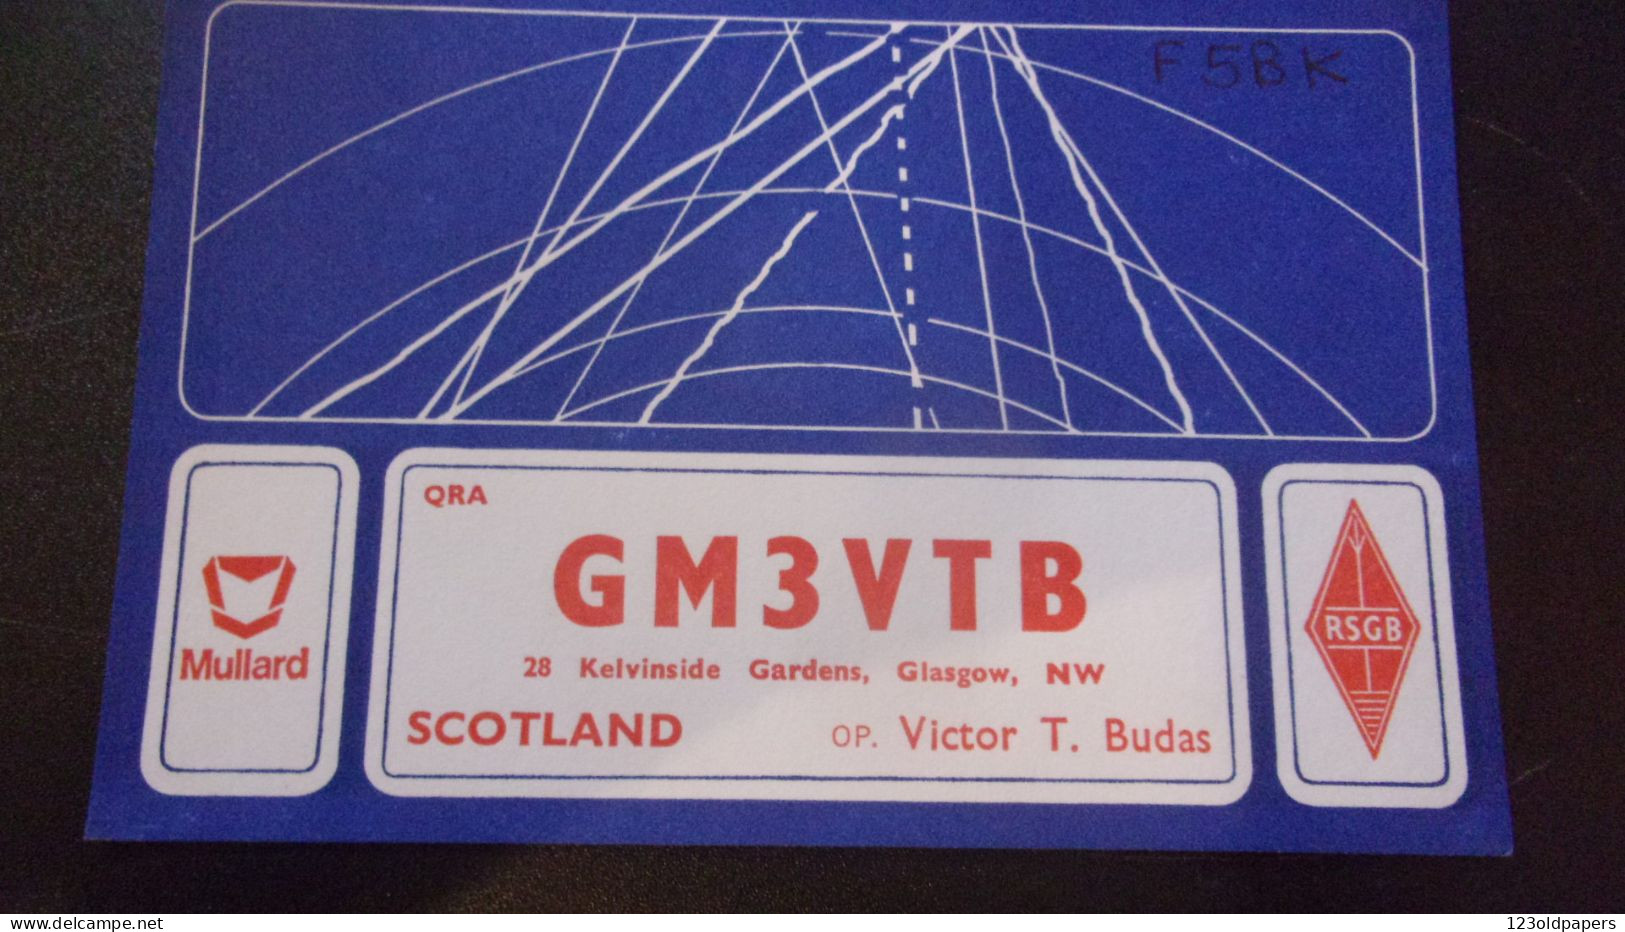 F5BK
QRA
GM3VTB
28 Kelvinside Gardens, Glasgow, NW
SCOTLAND OP. Victor T. Budas
Mullard
RSGB
www.delcampe.net
123oldpapers